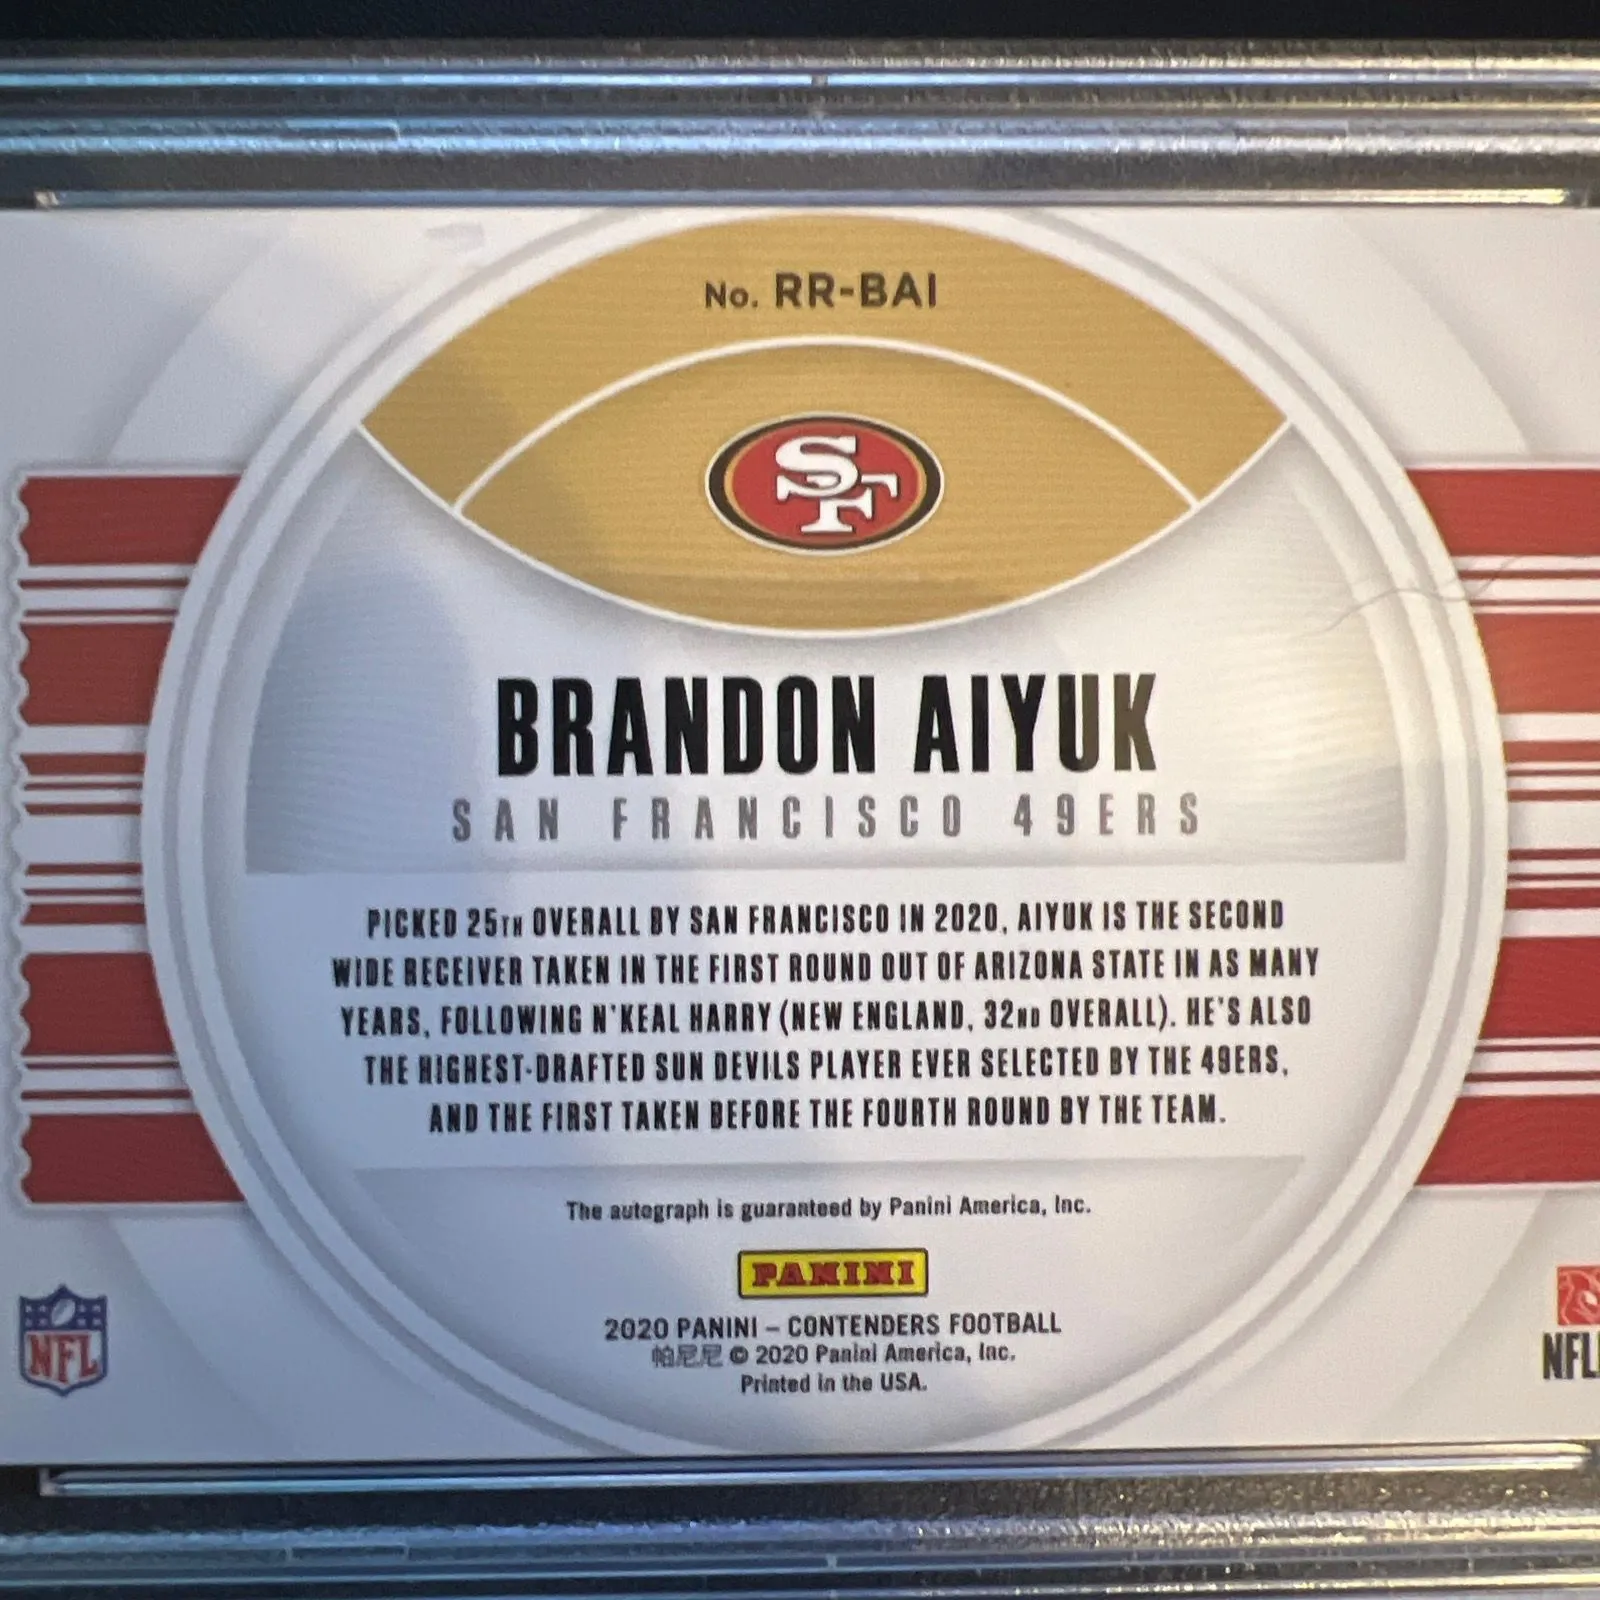 No. RR-BAI
SF
BRANDON AIYUK
SAN FRANCISCO 49ERS
PICKED 25TH OVERALL BY SAN FRANCISCO IN 2020, AIYUK IS THE SECOND
WIDE RECEIVER TAKEN IN THE FIRST ROUND OUT OF ARIZONA STATE IN AS MANY
YEARS, FOLLOWING N'KEAL HARRY (NEW ENGLAND, 32ND OVERALL). HE'S ALSO
THE HIGHEST-DRAFTED SUN DEVILS PLAYER EVER SELECTED BY THE 49ERS,
AND THE FIRST TAKEN BEFORE THE FOURTH ROUND BY THE TEAM.
The autograph is guaranteed by Panini America, Inc.
PANINI
2020 PANINI – CONTENDERS FOOTBALL
帕尼尼 © 2020 Panini America, Inc.
Printed in the USA.
NFL
NFL